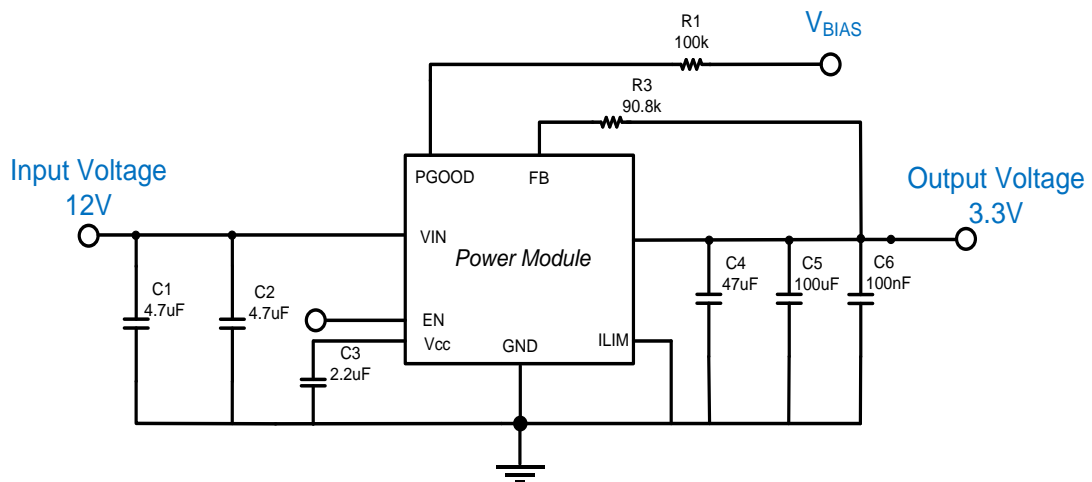 R1
100k
VBIAS
R3
90.8k
Input Voltage
12V
PGOOD
FB
Output Voltage
3.3V
VIN
Power Module
C1
4.7uF
C2
4.7uF
EN
Vcc
C3
2.2uF
GND
ILIM
C4
47uF
C5
100uF
C6
100nF